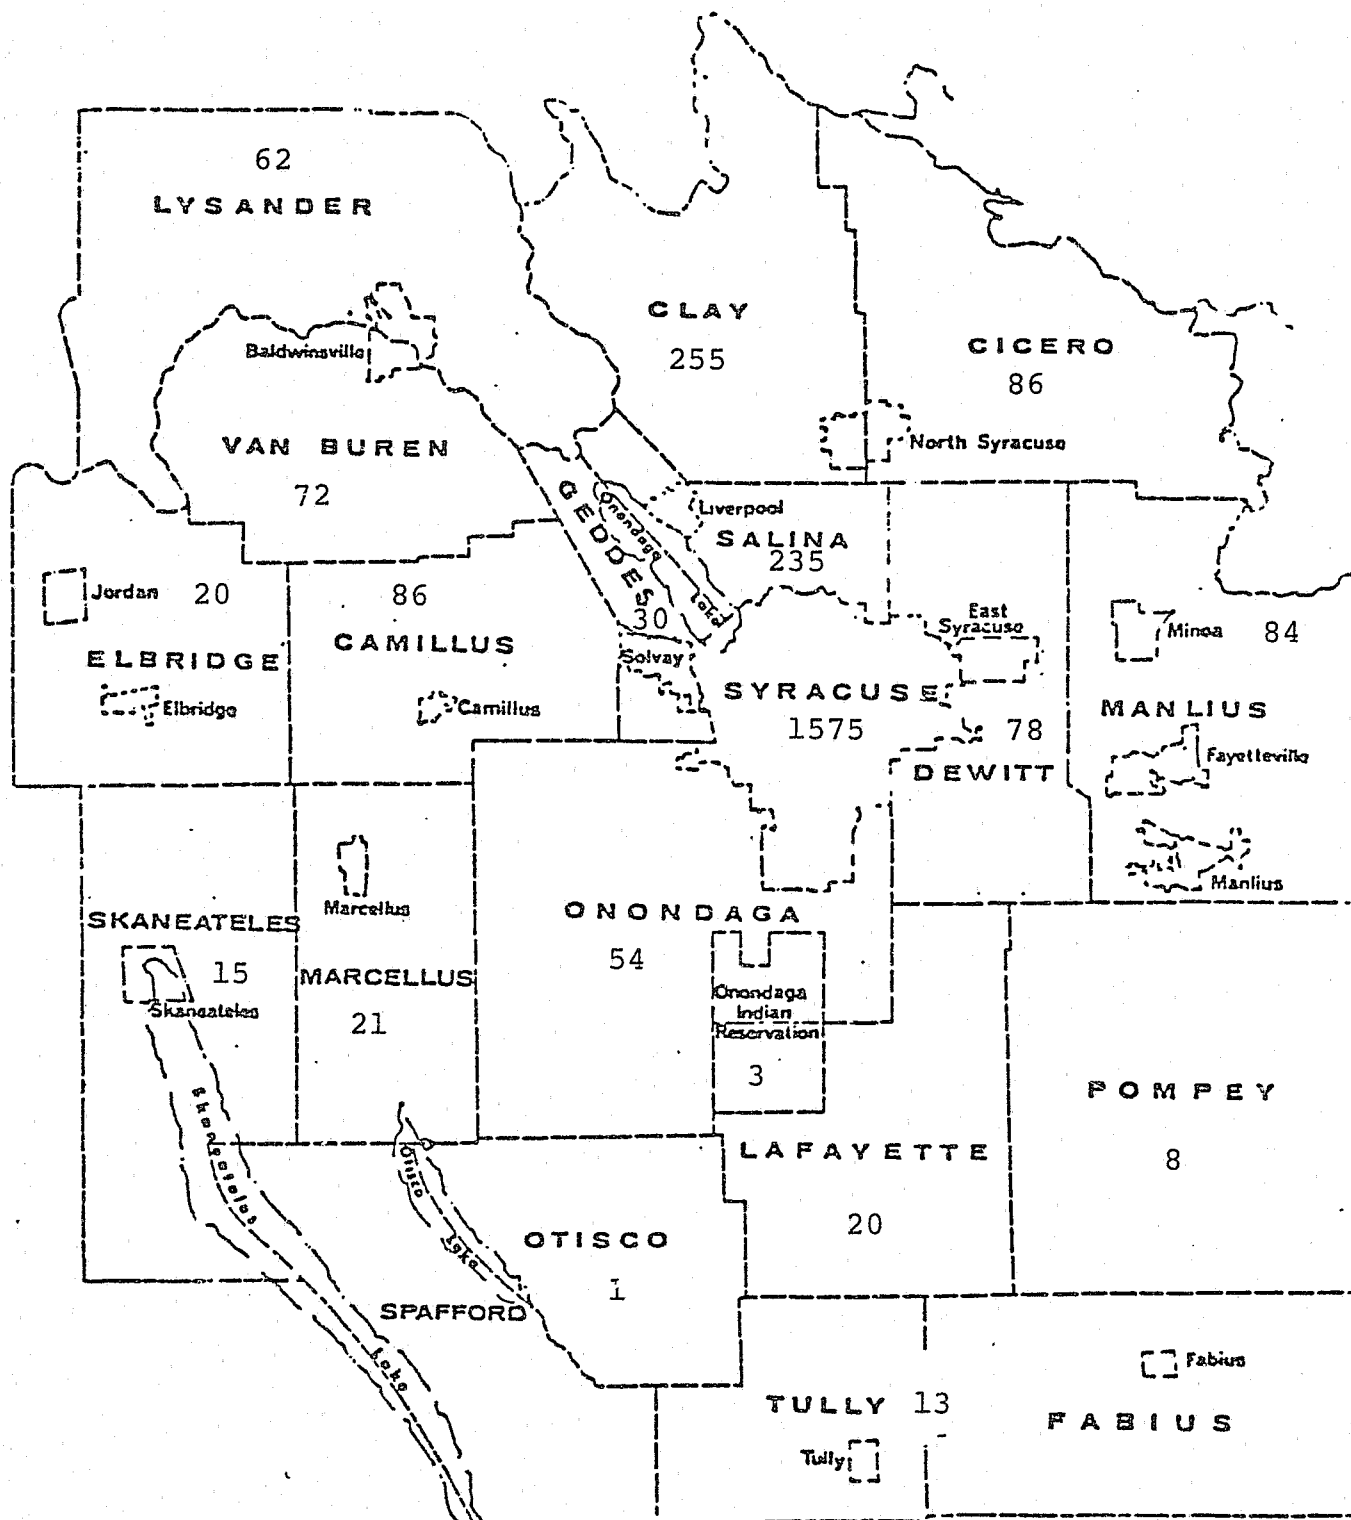 62
LYSANDER
CLAY
255
CICERO
86
Baldwinsville
VAN BUREN
72
North Syracuse
GEDDES
30
Onondaga
Lake
Liverpool
SALINA
235
Jordan
20
ELBRIDGE
Elbridge
86
CAMILLUS
Camillus
Solvay
SYRACUSE
1575
East
Syracuse
78
DEWITT
Minoa
84
MANLIUS
Fayetteville
Manlius
Marcellus
SKANEATELES
15
Skaneateles
MARCELLUS
21
ONONDAGA
54
Onondaga
Indian
Reservation
3
POMPEY
8
LAFAYETTE
20
Skaneateles
Lake
Otisco
Lake
OTISCO
1
SPAFFORD
TULLY 13
Tully
Fabius
FABIUS